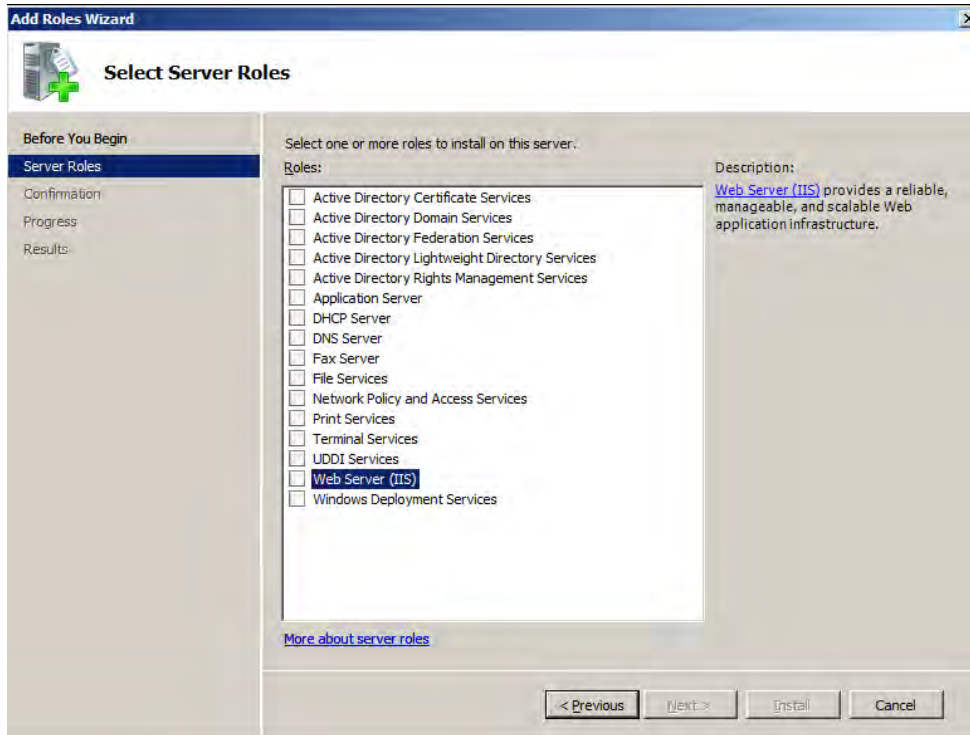 Add Roles Wizard
Select Server Roles
Before You Begin
Server Roles
Confirmation
Progress
Results
Select one or more roles to install on this server.
Roles:
Active Directory Certificate Services
Active Directory Domain Services
Active Directory Federation Services
Active Directory Lightweight Directory Services
Active Directory Rights Management Services
Application Server
DHCP Server
DNS Server
Fax Server
File Services
Network Policy and Access Services
Print Services
Terminal Services
UDDI Services
Web Server (IIS)
Windows Deployment Services
More about server roles
Description:
Web Server (IIS) provides a reliable,
manageable, and scalable Web
application infrastructure.
< Previous
Next >
Install
Cancel